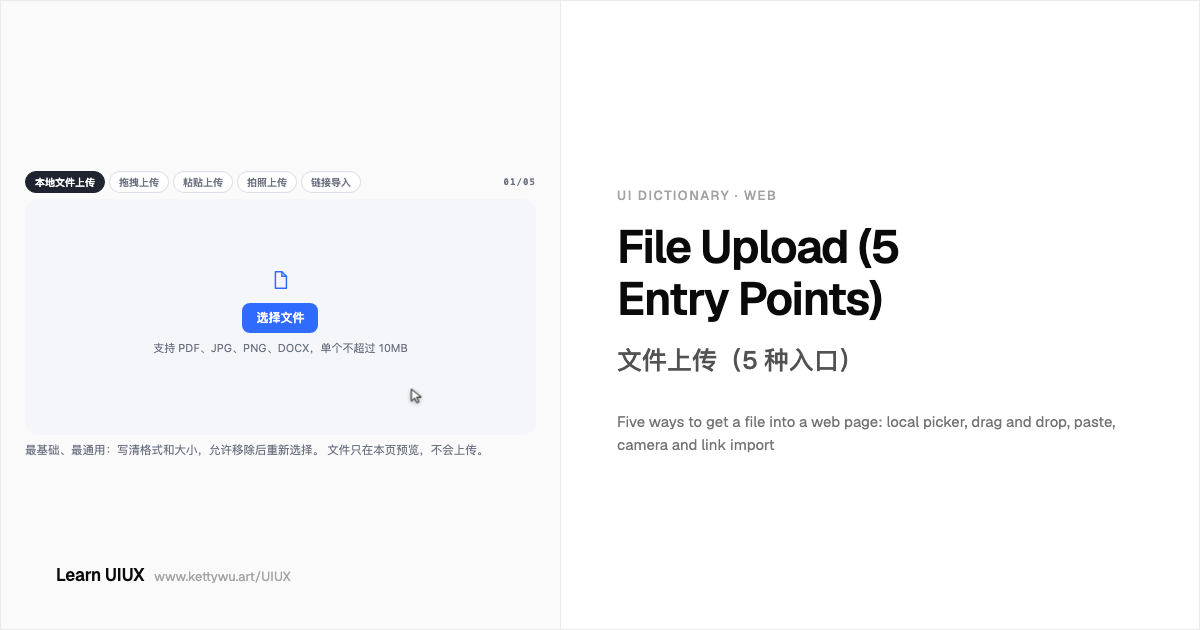 本地文件上传 拖拽上传 粘贴上传 拍照上传 链接导入 01/05
选择文件
支持 PDF、JPG、PNG、DOCX，单个不超过 10MB
最基础、最通用：写清格式和大小，允许移除后重新选择。 文件只在本页预览，不会上传。
Learn UIUX www.kettywu.art/UIUX
UI DICTIONARY · WEB
File Upload (5
Entry Points)
文件上传（5 种入口）
Five ways to get a file into a web page: local picker, drag and drop, paste,
camera and link import